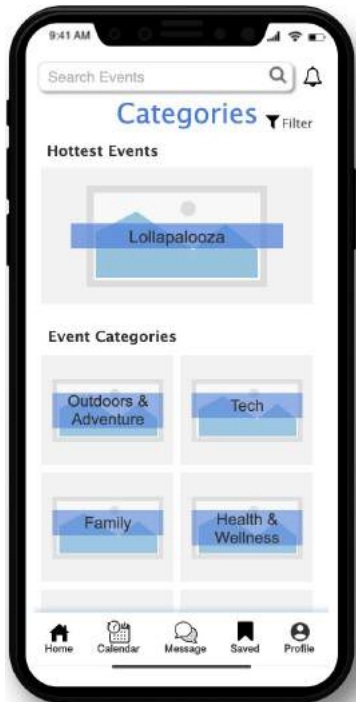 9:41 AM
Search Events
Categories
Filter
Hottest Events
Lollapalooza
Event Categories
Outdoors &
Adventure
Tech
Family
Health &
Wellness
Home
Calendar
Message
Saved
Profile